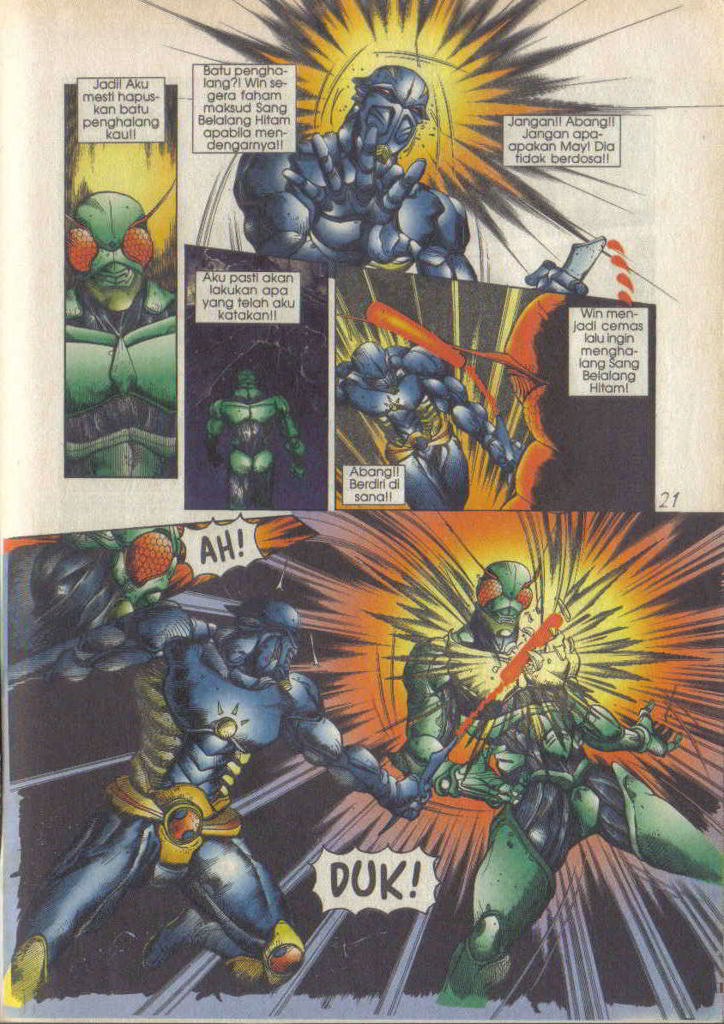 Jadi! Aku
mesti hapus-
kan batu
penghalang
kau!!
Batu pengha-
lang?! Win se-
gera faham
maksud Sang
Belalang Hitam
apabila men-
dengarnya!!
Jangan!! Abang!!
Jangan apa-
apakan May! Dia
tidak berdosa!!
Aku pasti akan
lakukan apa
yang telah aku
katakan!!
Win men-
jadi cemas
lalu ingin
mengha-
lang Sang
Belalang
Hitam!
Abang!!
Berdiri di
sana!!
21
AH!
DUK!